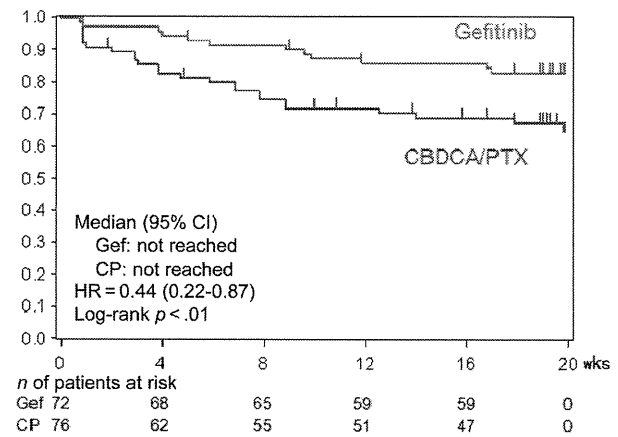 1.0
Gefitinib
0.9
0.8
0.7
0.6
CBDCA/PTX
0.5
0.4
Median (95% CI)
0.3
Gef: not reached
0.2
CP: not reached
HR = 0.44 (0.22-0.87)
0.1
Log-rank p < .01
0.0
0 4 8 12 16 20 wks
n of patients at risk
Gef 72 68 65 59 59 0
CP 76 62 55 51 47 0